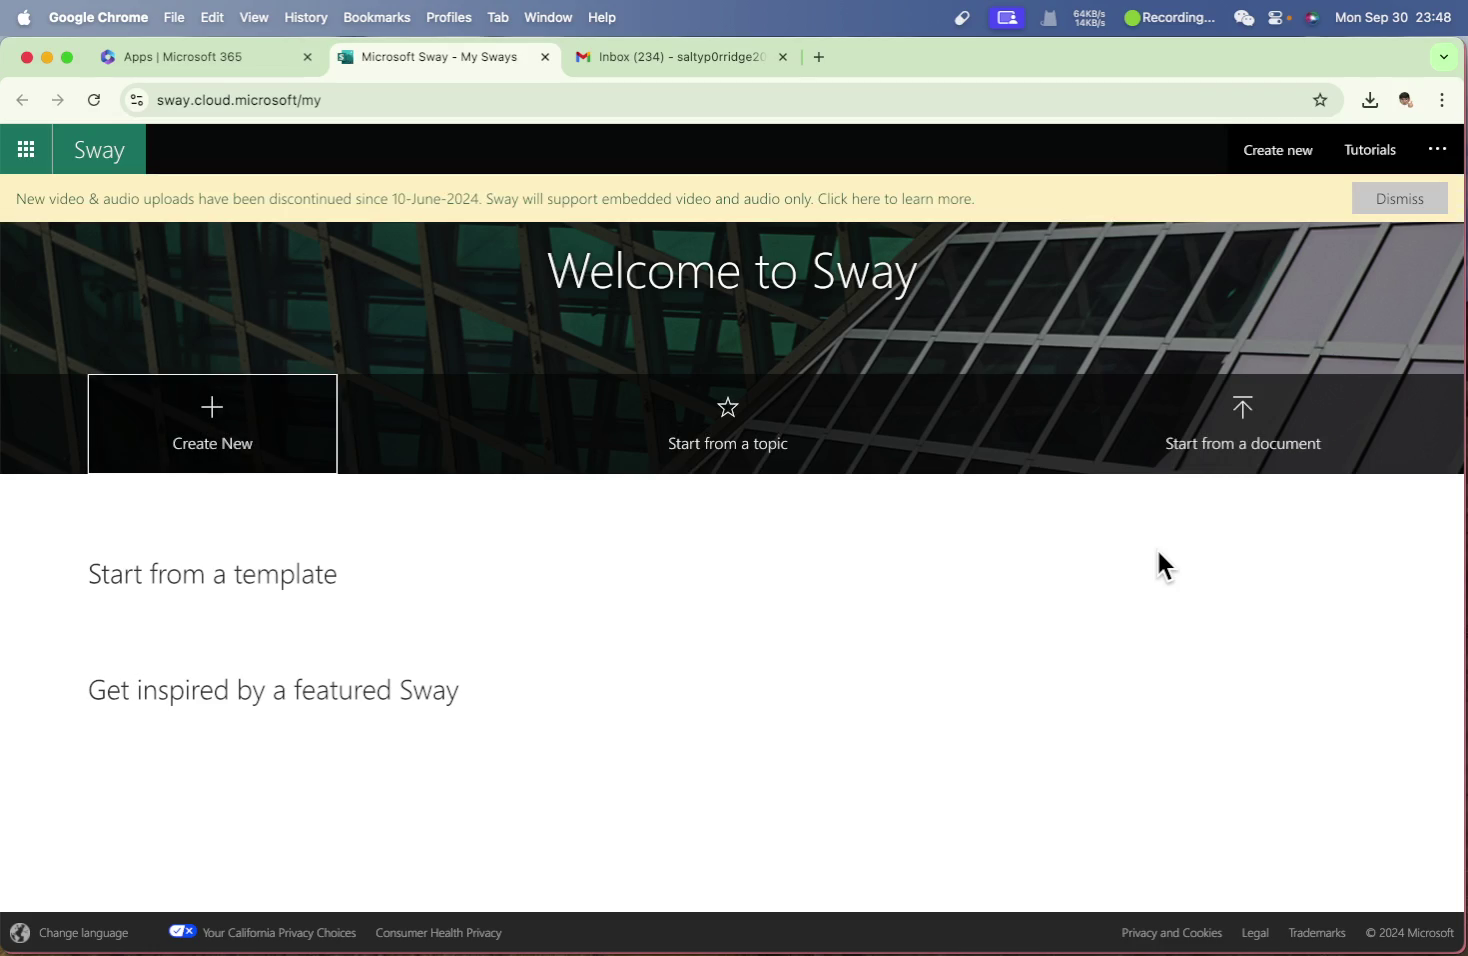 Google Chrome File Edit View History Bookmarks Profiles Tab Window Help 64KB/s 14KB/s Recording... Mon Sep 30 23:48
Apps | Microsoft 365 Microsoft Sway - My Sways Inbox (234) - saltyp0rridge20
sway.cloud.microsoft/my
Sway Create new Tutorials
New video & audio uploads have been discontinued since 10-June-2024. Sway will support embedded video and audio only. Click here to learn more. Dismiss
Welcome to Sway
Create New Start from a topic Start from a document
Start from a template
Get inspired by a featured Sway
Change language Your California Privacy Choices Consumer Health Privacy Privacy and Cookies Legal Trademarks © 2024 Microsoft